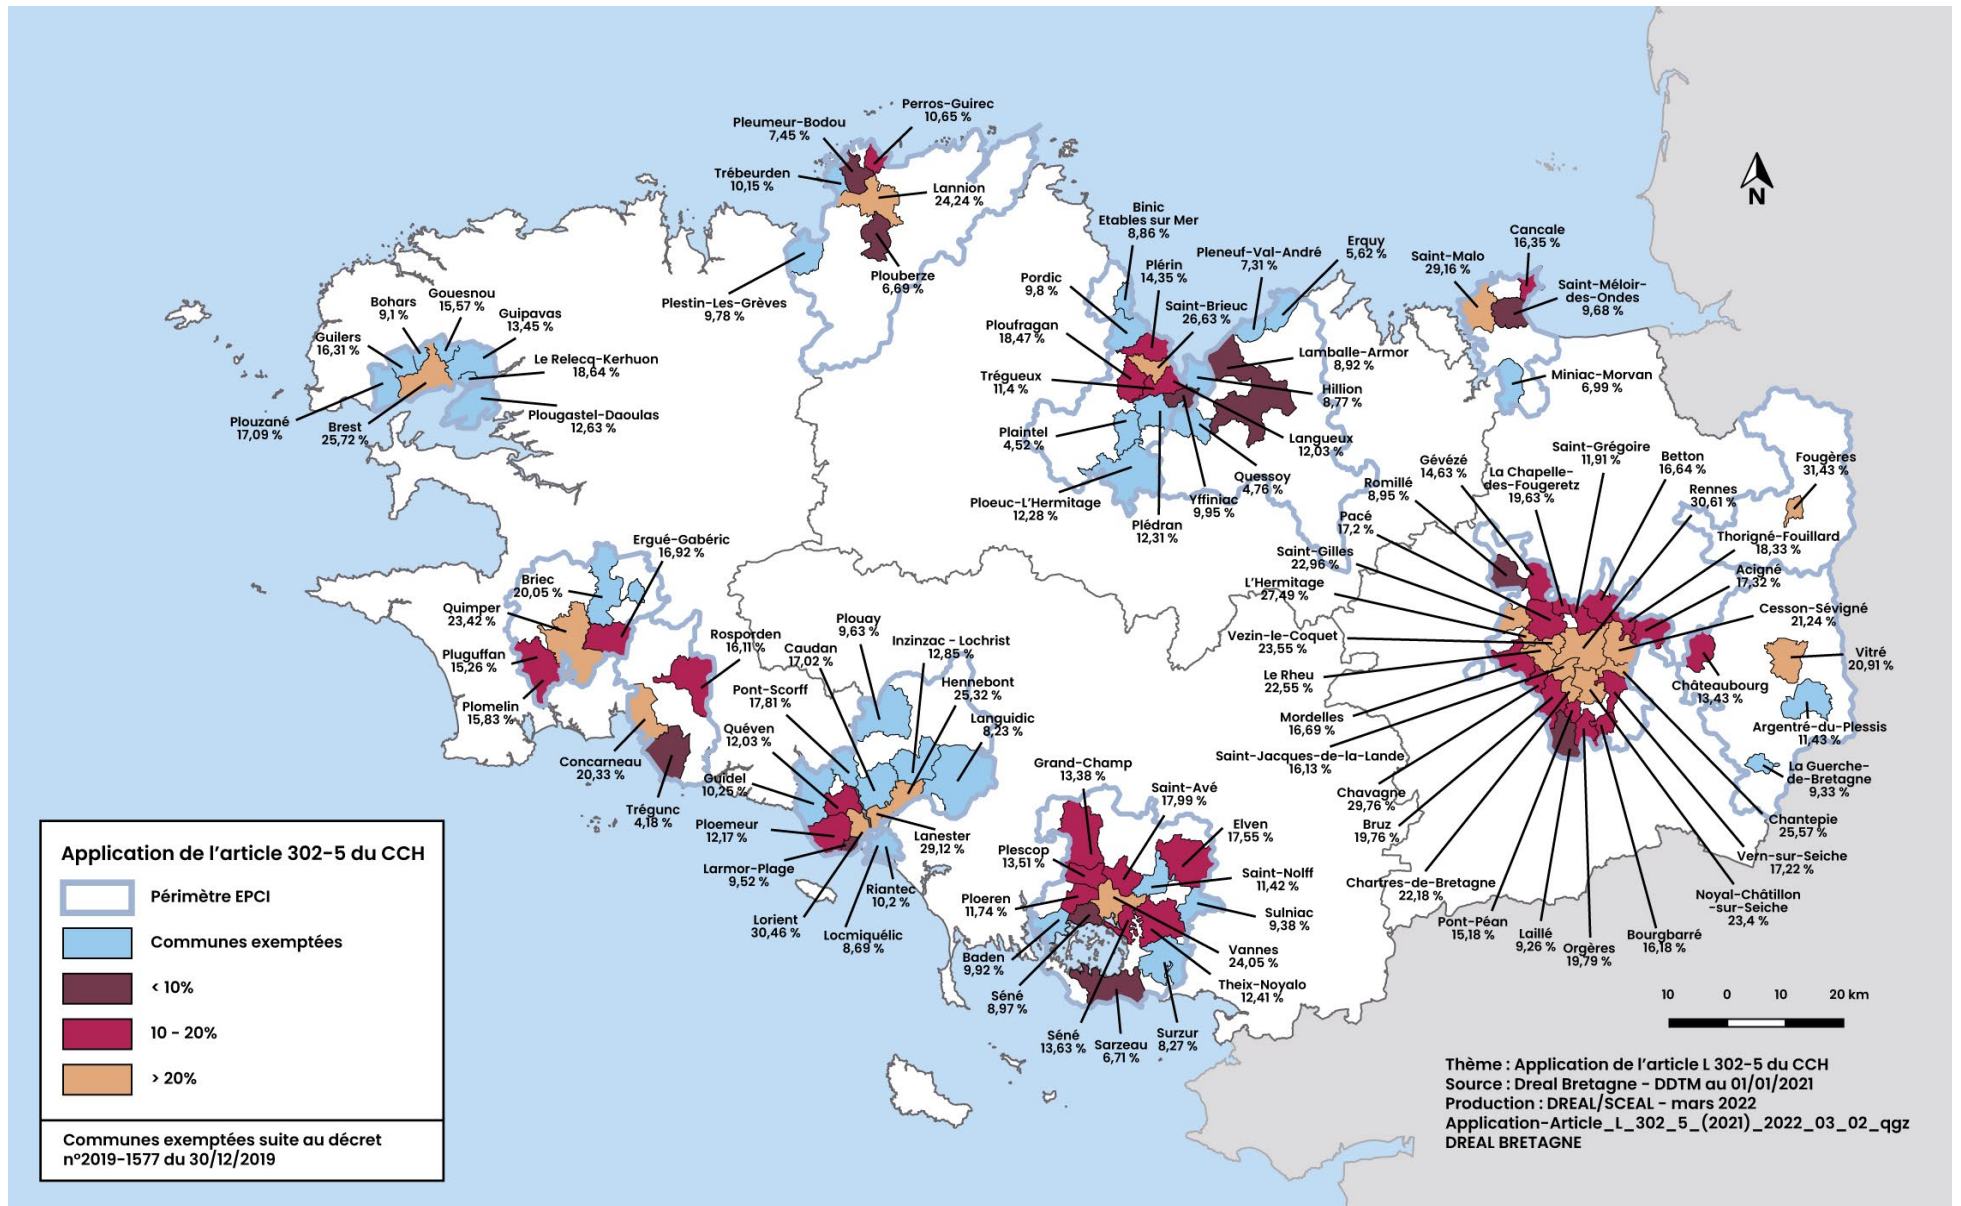 Perros-Guirec
10,65 %
Pleumeur-Bodou
7,45 %
Trébeurden
10,15 %
Lannion
24,24 %
Plouberze
6,69 %
Plestin-Les-Grèves
9,78 %
Binic
Etables sur Mer
8,86 %
Plérin
14,35 %
Pleneuf-Val-André
7,31 %
Erquy
5,62 %
Pordic
9,8 %
Saint-Brieuc
26,63 %
Ploufragan
18,47 %
Trégueux
11,4 %
Lamballe-Armor
8,92 %
Hillion
8,77 %
Langueux
12,03 %
Plaintel
4,52 %
Quessoy
4,76 %
Yffiniac
9,95 %
Ploeuc-L'Hermitage
12,28 %
Plédran
12,31 %
Cancale
16,35 %
Saint-Malo
29,16 %
Saint-Méloir-
des-Ondes
9,68 %
Miniac-Morvan
6,99 %
N
Gouesnou
15,57 %
Bohars
9,1 %
Guipavas
13,45 %
Guilers
16,31 %
Le Relecq-Kerhuon
18,64 %
Plougastel-Daoulas
12,63 %
Plouzané
17,09 %
Brest
25,72 %
Ergué-Gabéric
16,92 %
Briec
20,05 %
Quimper
23,42 %
Pluguffan
15,26 %
Plomelin
15,83 %
Rosporden
16,11 %
Concarneau
20,33 %
Trégunc
4,18 %
Plouay
9,63 %
Inzinzac - Lochrist
12,85 %
Caudan
17,02 %
Hennebont
25,32 %
Pont-Scorff
17,81 %
Languidic
8,23 %
Quéven
12,03 %
Guidel
10,25 %
Ploemeur
12,17 %
Larmor-Plage
9,52 %
Lanester
29,12 %
Riantec
10,2 %
Lorient
30,46 %
Locmiquélic
8,69 %
Grand-Champ
13,38 %
Saint-Avé
17,99 %
Elven
17,55 %
Plescop
13,51 %
Saint-Nolff
11,42 %
Ploeren
11,74 %
Sulniac
9,38 %
Vannes
24,05 %
Baden
9,92 %
Theix-Noyalo
12,41 %
Séné
8,97 %
Séné
13,63 %
Sarzeau
6,71 %
Surzur
8,27 %
Saint-Grégoire
11,91 %
Betton
16,64 %
Fougères
31,43 %
Gévézé
14,63 %
La Chapelle-
des-Fougeretz
19,63 %
Romillé
8,95 %
Rennes
30,61 %
Pacé
17,2 %
Thorigné-Fouillard
18,33 %
Saint-Gilles
22,96 %
Acigné
17,32 %
L'Hermitage
27,49 %
Cesson-Sévigné
21,24 %
Vezin-le-Coquet
23,55 %
Vitré
20,91 %
Le Rheu
22,55 %
Châteaubourg
13,43 %
Mordelles
16,69 %
Argentré-du-Plessis
11,43 %
Saint-Jacques-de-la-Lande
16,13 %
La Guerche-
de-Bretagne
9,33 %
Chavagne
29,76 %
Bruz
19,76 %
Chantepie
25,57 %
Vern-sur-Seiche
17,22 %
Chartres-de-Bretagne
22,18 %
Noyal-Châtillon
-sur-Seiche
23,4 %
Pont-Péan
15,18 %
Laillé
9,26 %
Orgères
19,79 %
Bourgbarré
16,18 %
10 0 10 20 km
Application de l'article 302-5 du CCH
Périmètre EPCI
Communes exemptées
< 10%
10 - 20%
> 20%
Communes exemptées suite au décret
n°2019-1577 du 30/12/2019
Thème : Application de l'article L 302-5 du CCH
Source : Dreal Bretagne - DDTM au 01/01/2021
Production : DREAL/SCEAL - mars 2022
Application-Article_L_302_5_(2021)_2022_03_02_qgz
DREAL BRETAGNE